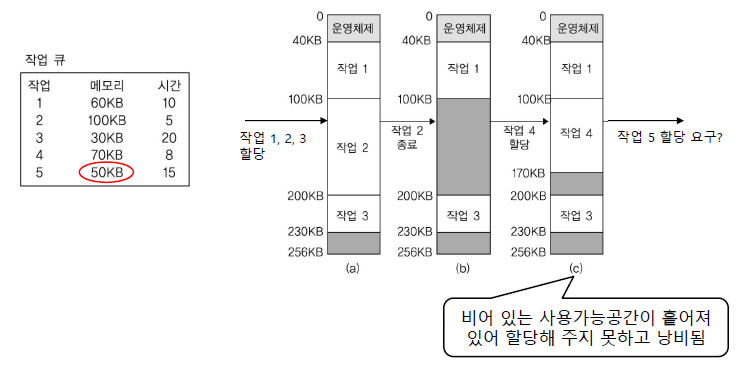 작업 큐
작업 메모리 시간
1 60KB 10
2 100KB 5
3 30KB 20
4 70KB 8
5 50KB 15
작업 1, 2, 3
할당
0
운영체제
40KB
작업 1
100KB
작업 2
200KB
작업 3
230KB
256KB
(a)
작업 2
종료
0
운영체제
40KB
작업 1
100KB
200KB
작업 3
230KB
256KB
(b)
작업 4
할당
0
운영체제
40KB
작업 1
100KB
작업 4
170KB
200KB
작업 3
230KB
256KB
(c)
작업 5 할당 요구?
비어 있는 사용가능공간이 흩어져
있어 할당해 주지 못하고 낭비됨